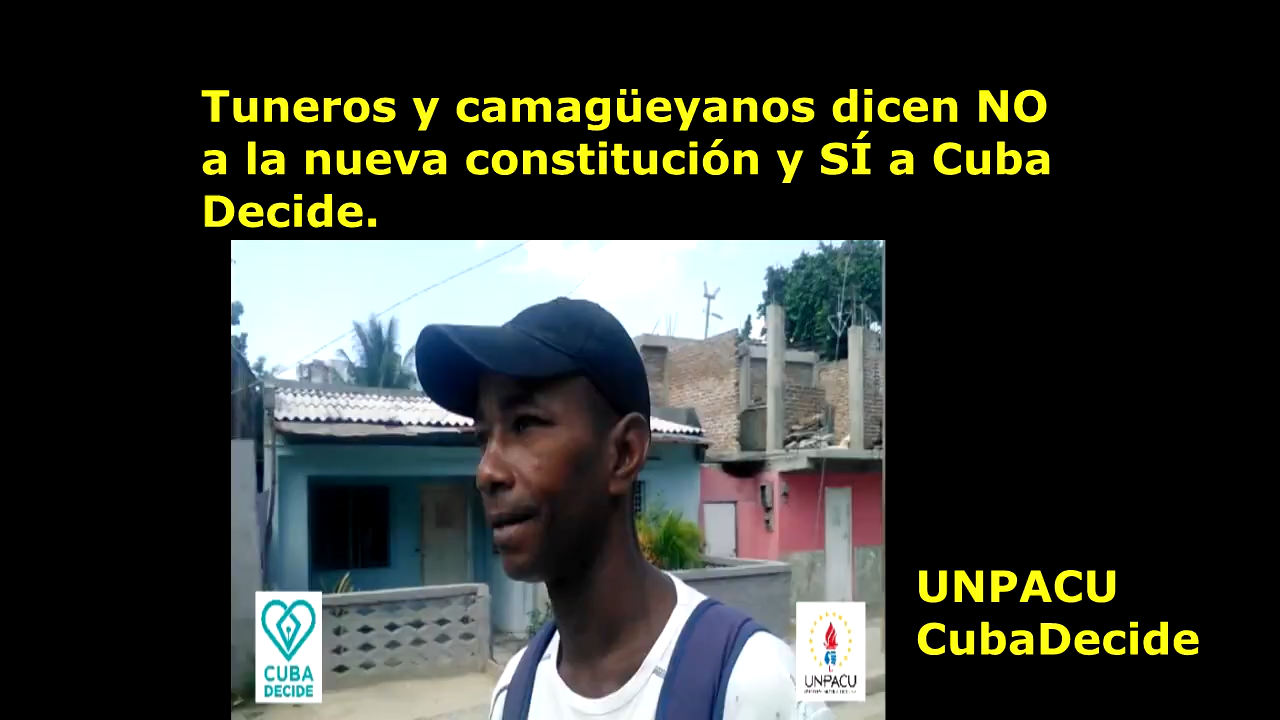 Tuneros y camagüeyanos dicen NO
a la nueva constitución y SÍ a Cuba
Decide.
CUBA
DECIDE
UNPACU
UNPACU
CubaDecide